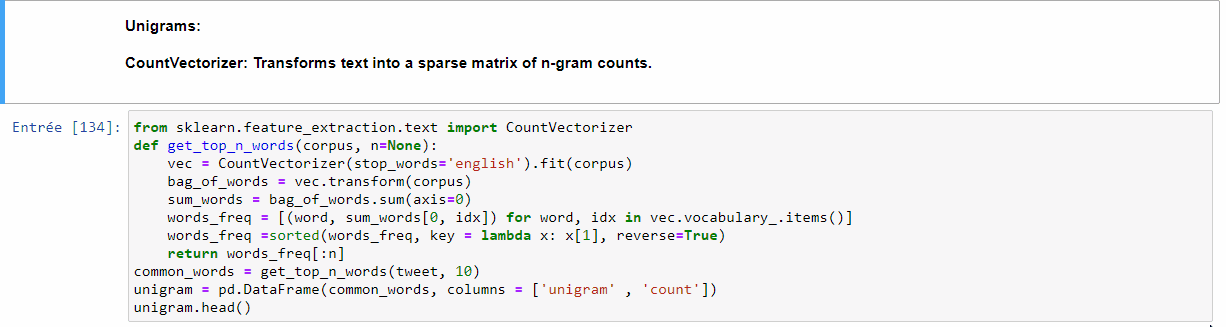 Unigrams:
CountVectorizer: Transforms text into a sparse matrix of n-gram counts.
Entrée [134]: from sklearn.feature_extraction.text import CountVectorizer
def get_top_n_words(corpus, n=None):
    vec = CountVectorizer(stop_words='english').fit(corpus)
    bag_of_words = vec.transform(corpus)
    sum_words = bag_of_words.sum(axis=0)
    words_freq = [(word, sum_words[0, idx]) for word, idx in vec.vocabulary_.items()]
    words_freq =sorted(words_freq, key = lambda x: x[1], reverse=True)
    return words_freq[:n]
common_words = get_top_n_words(tweet, 10)
unigram = pd.DataFrame(common_words, columns = ['unigram' , 'count'])
unigram.head()